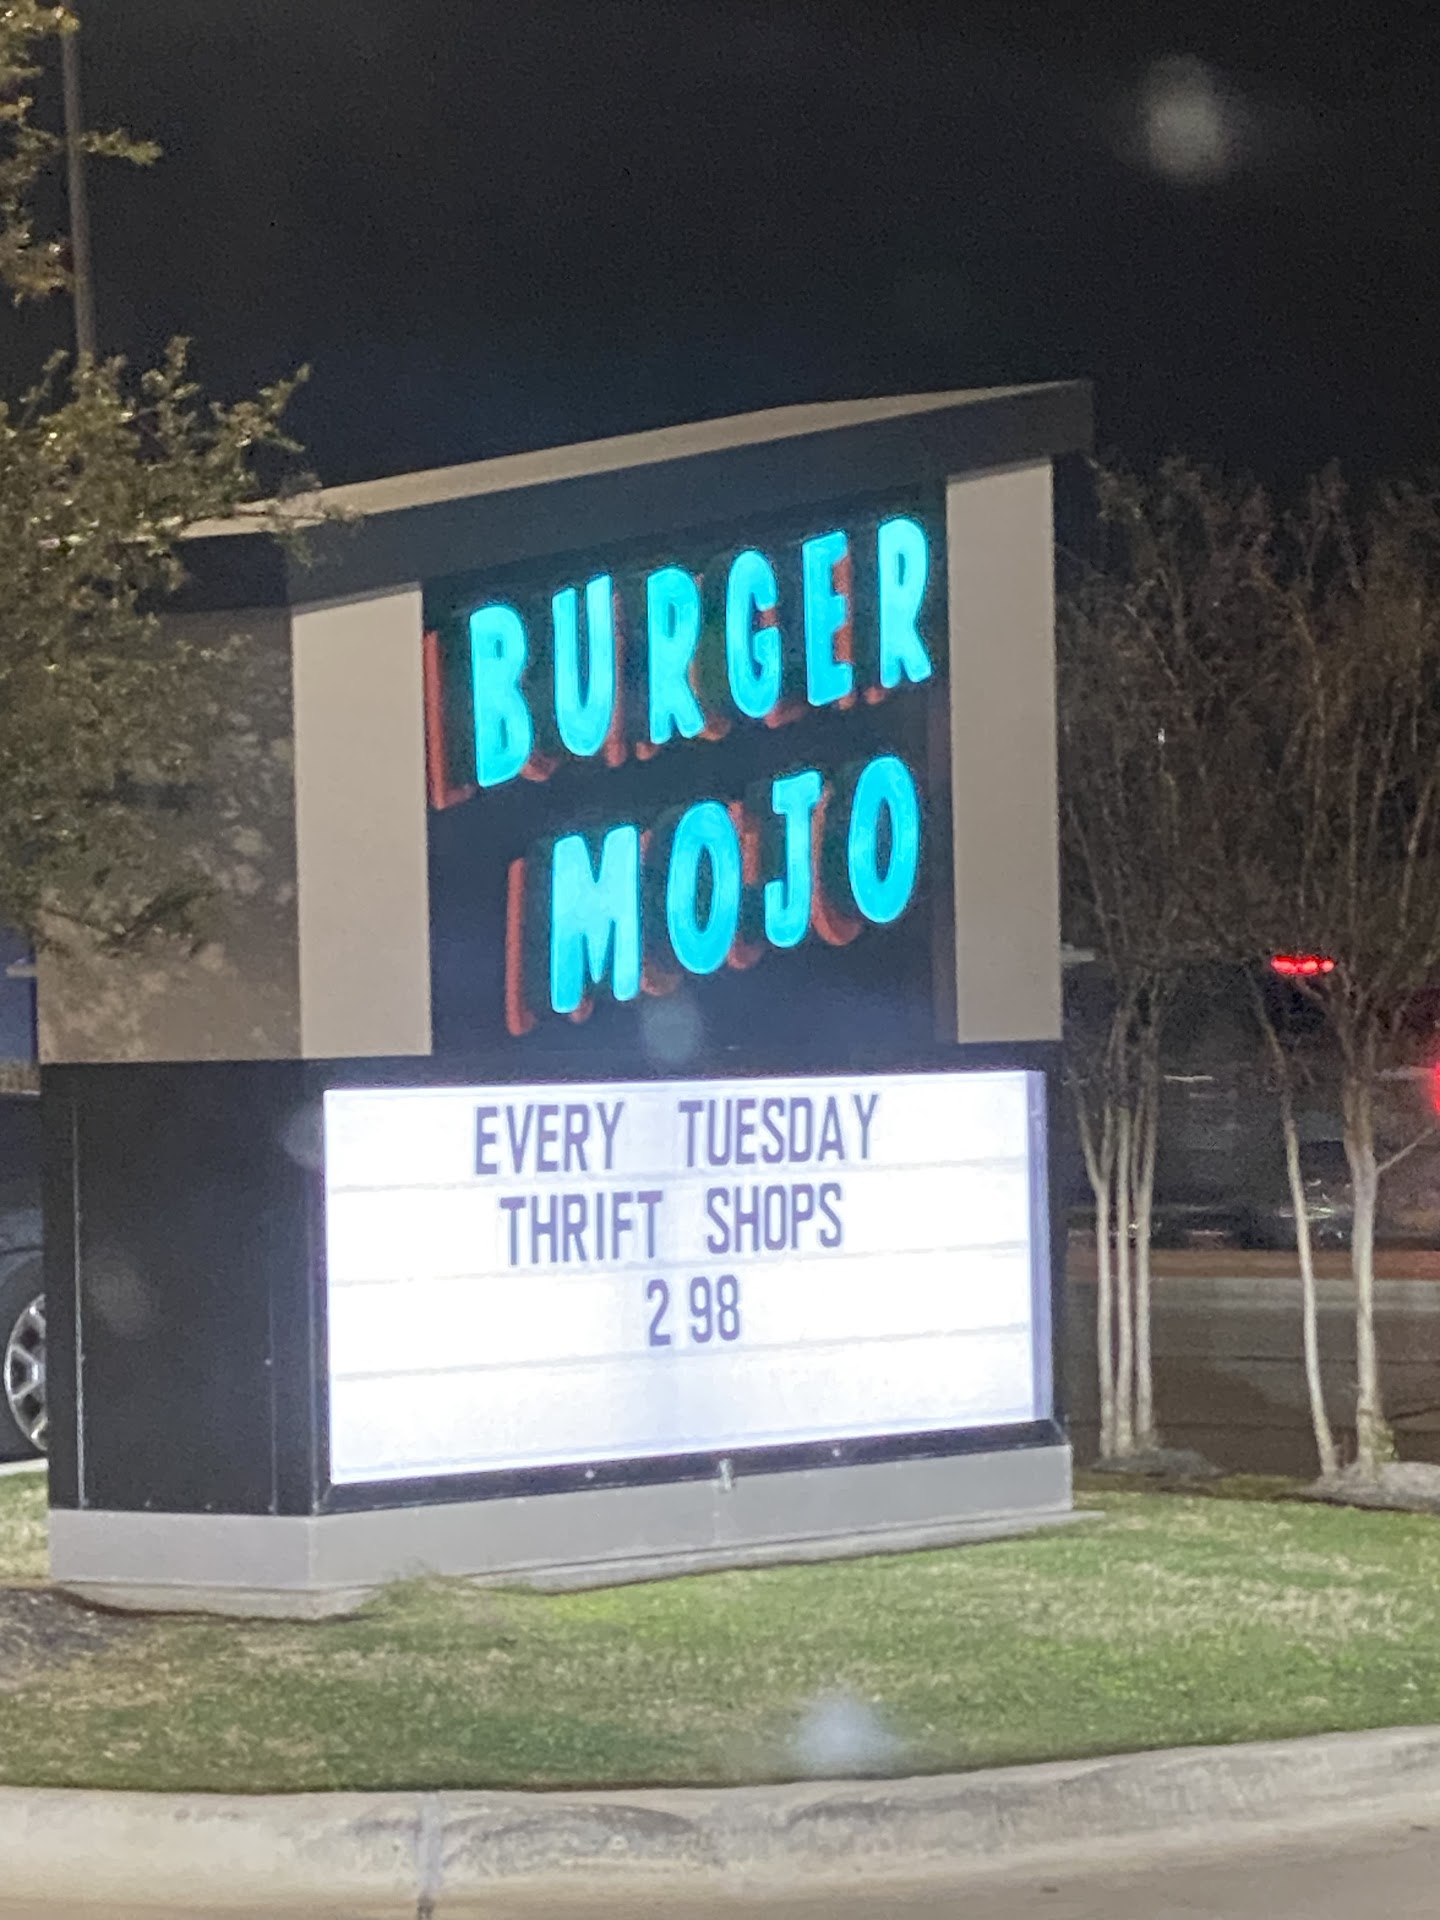 BURGER
MOJO
EVERY TUESDAY
THRIFT SHOPS
2 98